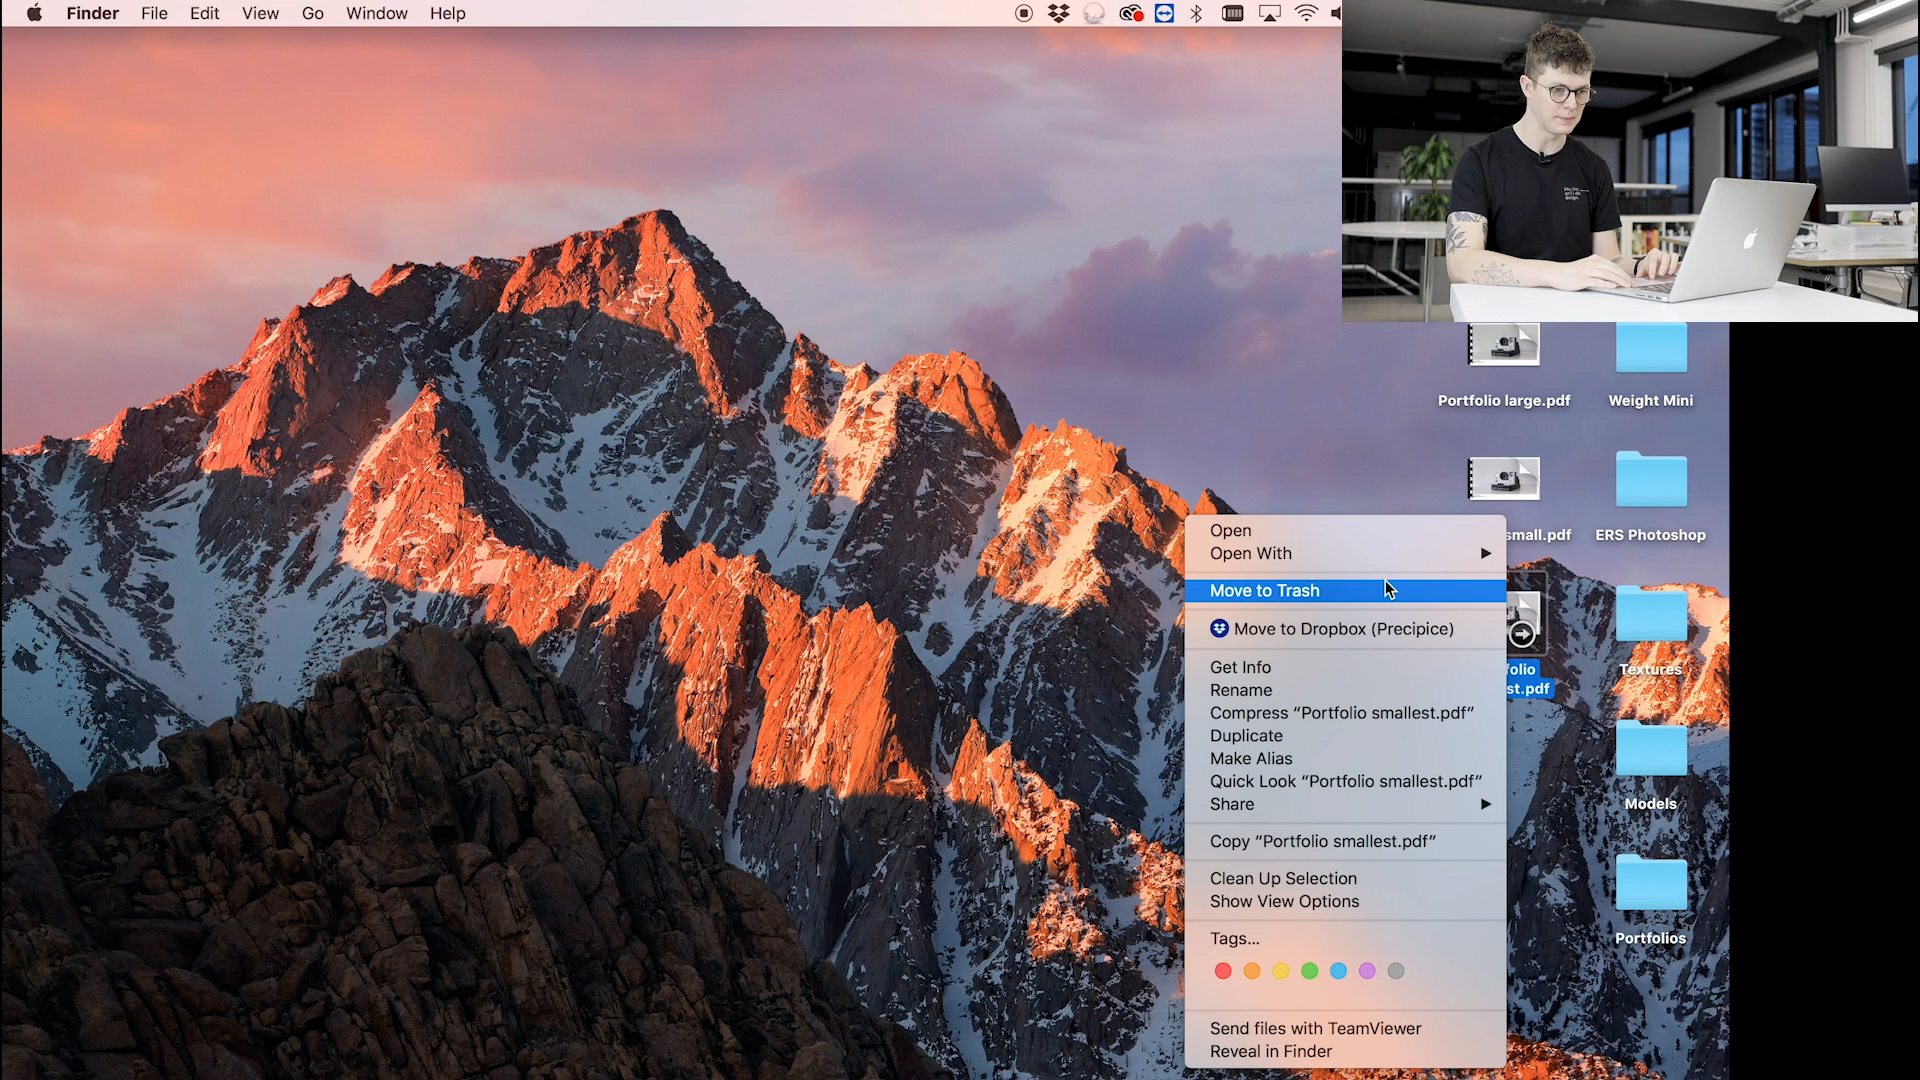 Finder File Edit View Go Window Help
Portfolio large.pdf
Weight Mini
small.pdf
ERS Photoshop
folio
st.pdf
Textures
Models
Portfolios
Open
Open With
Move to Trash
Move to Dropbox (Precipice)
Get Info
Rename
Compress “Portfolio smallest.pdf”
Duplicate
Make Alias
Quick Look “Portfolio smallest.pdf”
Share
Copy “Portfolio smallest.pdf”
Clean Up Selection
Show View Options
Tags...
Send files with TeamViewer
Reveal in Finder